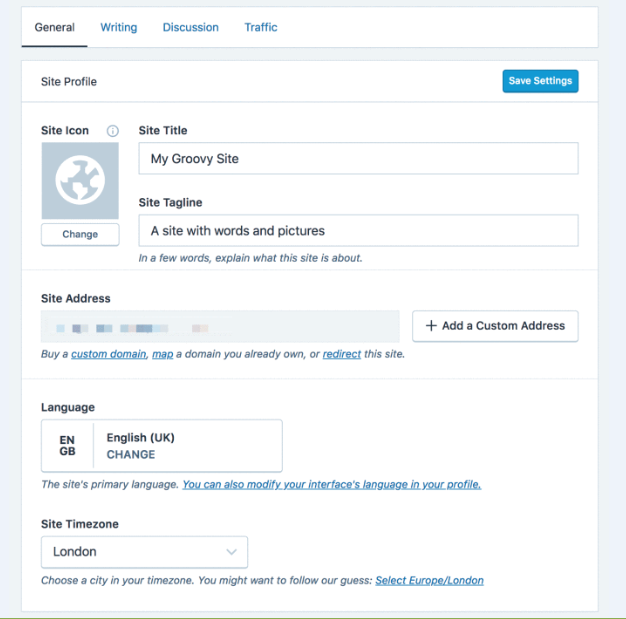 General Writing Discussion Traffic
Site Profile
Save Settings
Site Icon
Change
Site Title
My Groovy Site
Site Tagline
A site with words and pictures
In a few words, explain what this site is about.
Site Address
+ Add a Custom Address
Buy a custom domain, map a domain you already own, or redirect this site.
Language
EN
GB
English (UK)
CHANGE
The site's primary language. You can also modify your interface's language in your profile.
Site Timezone
London
Choose a city in your timezone. You might want to follow our guess: Select Europe/London